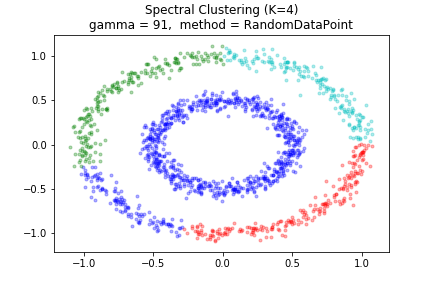 Spectral Clustering (K=4)
gamma = 91, method = RandomDataPoint
1.0
0.5
0.0
−0.5
−1.0
−1.0 −0.5 0.0 0.5 1.0